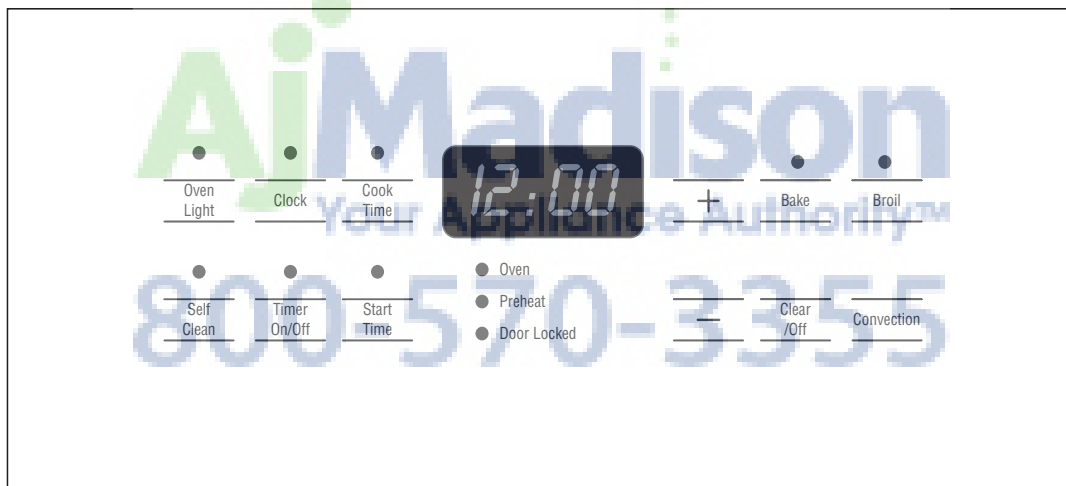 AjMadison
Your Appliance Authority™
800-570-3355
Oven
Light
Clock
Cook
Time
12:00
+
Bake
Broil
Self
Clean
Timer
On/Off
Start
Time
Oven
Preheat
Door Locked
−
Clear
/Off
Convection